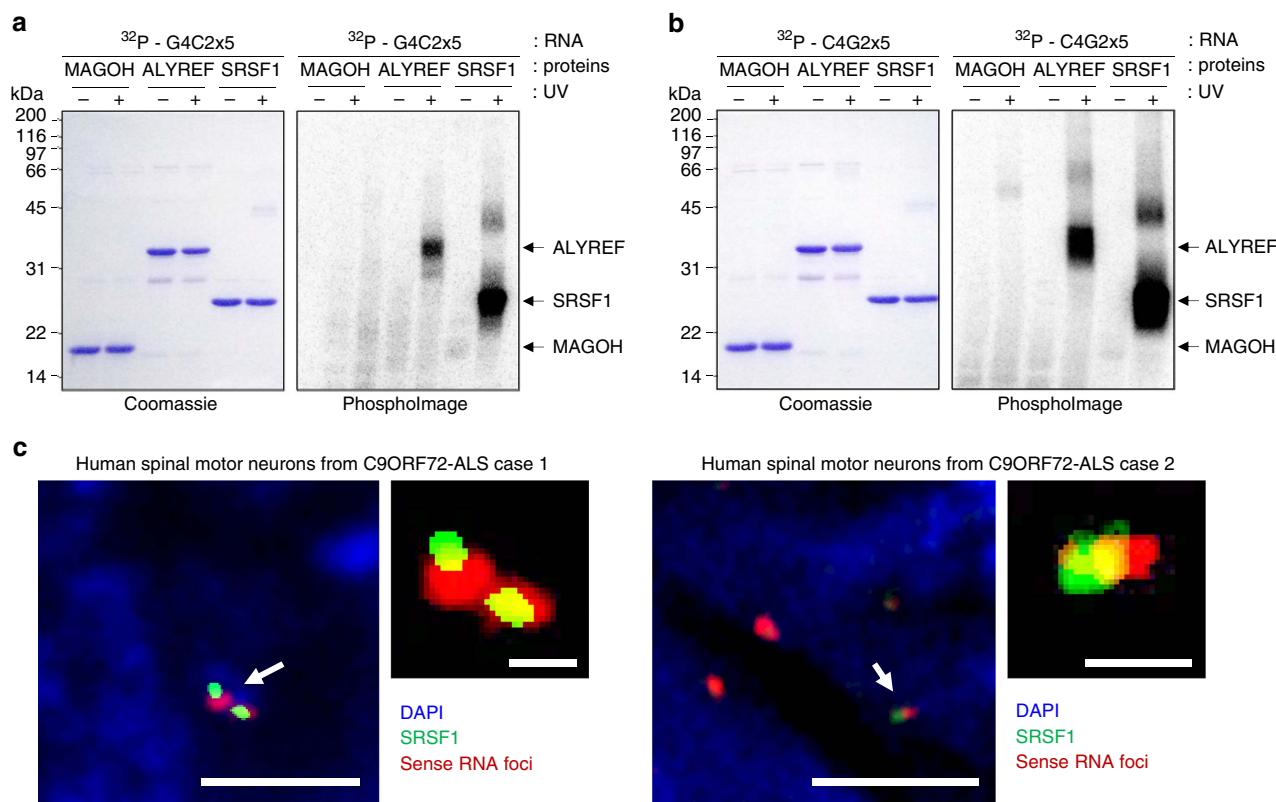 a
³²P - G4C2x5
³²P - G4C2x5
: RNA
MAGOH ALYREF SRSF1
MAGOH ALYREF SRSF1
: proteins
kDa
– + – + – +
– + – + – +
: UV
200
116
97
66
45
31
22
14
ALYREF
SRSF1
MAGOH
Coomassie
PhosphoImage
b
³²P - C4G2x5
³²P - C4G2x5
: RNA
MAGOH ALYREF SRSF1
MAGOH ALYREF SRSF1
: proteins
kDa
– + – + – +
– + – + – +
: UV
200
116
97
66
45
31
22
14
ALYREF
SRSF1
MAGOH
Coomassie
PhosphoImage
c
Human spinal motor neurons from C9ORF72-ALS case 1
DAPI
SRSF1
Sense RNA foci
Human spinal motor neurons from C9ORF72-ALS case 2
DAPI
SRSF1
Sense RNA foci